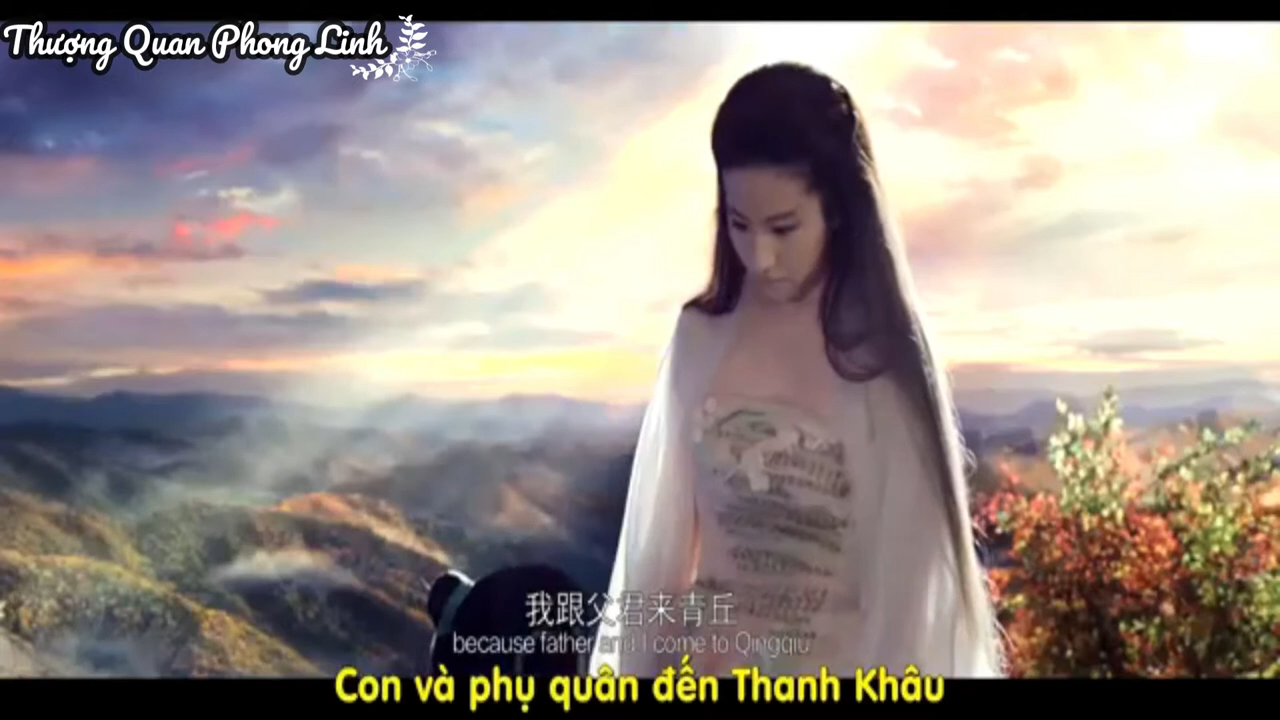 Thượng Quan Phong Linh
我跟父君来青丘
because father and I come to Qingqiu
Con và phụ quân đến Thanh Khâu